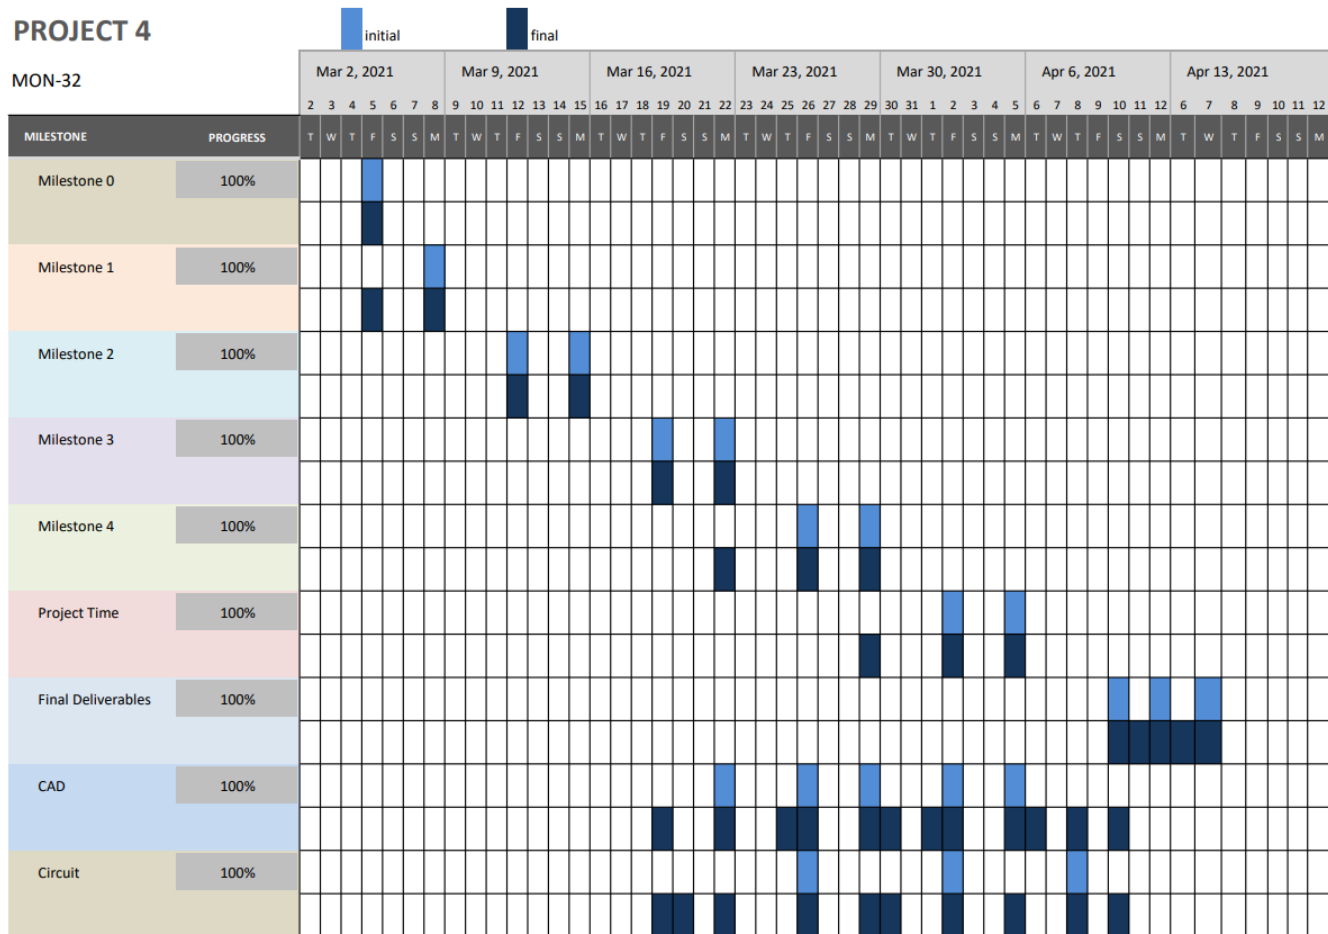 PROJECT 4
initial
final
MON-32
Mar 2, 2021 Mar 9, 2021 Mar 16, 2021 Mar 23, 2021 Mar 30, 2021 Apr 6, 2021 Apr 13, 2021
2 3 4 5 6 7 8 9 10 11 12 13 14 15 16 17 18 19 20 21 22 23 24 25 26 27 28 29 30 31 1 2 3 4 5 6 7 8 9 10 11 12 6 7 8 9 10 11 12
MILESTONE PROGRESS T W T F S S M T W T F S S M T W T F S S M T W T F S S M T W T F S S M T W T F S S M T W T F S S M
Milestone 0 100%
Milestone 1 100%
Milestone 2 100%
Milestone 3 100%
Milestone 4 100%
Project Time 100%
Final Deliverables 100%
CAD 100%
Circuit 100%